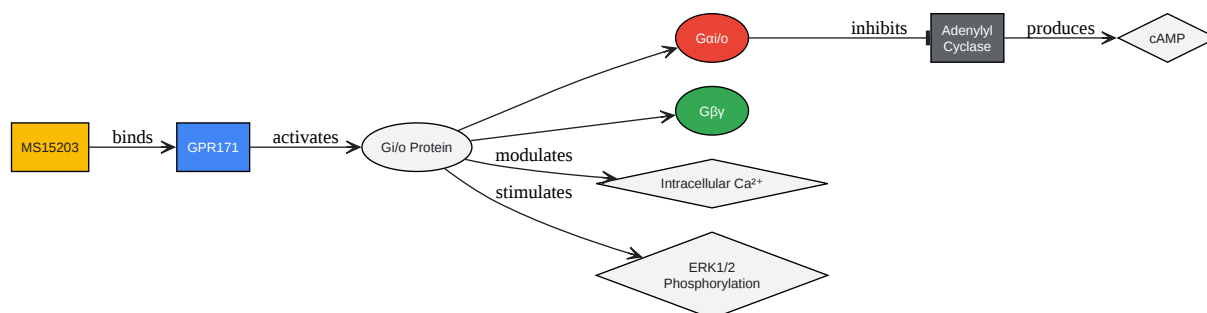 MS15203
binds
GPR171
activates
Gi/o Protein
Gαi/o
inhibits
Adenylyl
Cyclase
produces
cAMP
Gβγ
modulates
Intracellular Ca²⁺
stimulates
ERK1/2
Phosphorylation